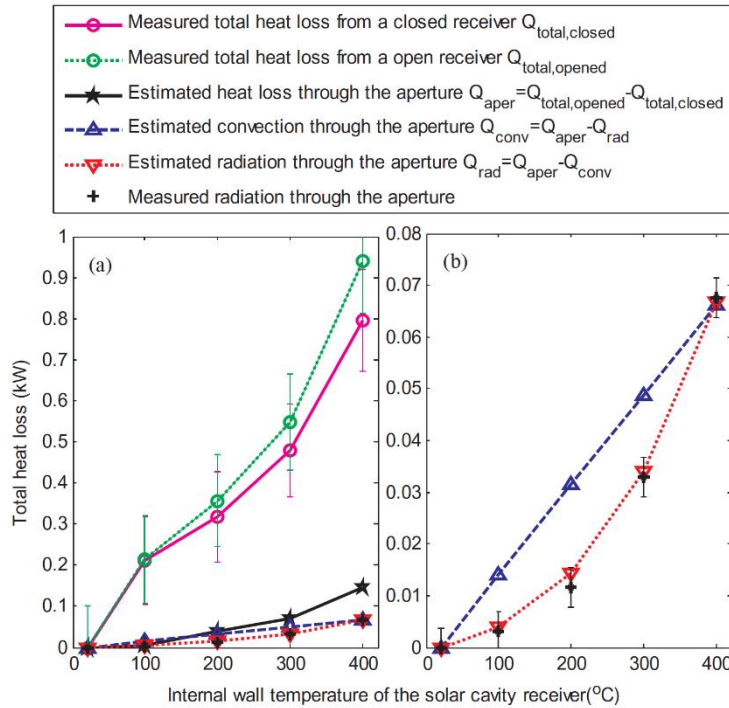 Measured total heat loss from a closed receiver Q_total,closed
Measured total heat loss from a open receiver Q_total,opened
Estimated heat loss through the aperture Q_aper=Q_total,opened-Q_total,closed
Estimated convection through the aperture Q_conv=Q_aper-Q_rad
Estimated radiation through the aperture Q_rad=Q_aper-Q_conv
Measured radiation through the aperture
(a)
Total heat loss (kW)
1
0.9
0.8
0.7
0.6
0.5
0.4
0.3
0.2
0.1
0
0 100 200 300 400
(b)
0.08
0.07
0.06
0.05
0.04
0.03
0.02
0.01
0
0 100 200 300 400
Internal wall temperature of the solar cavity receiver(°C)